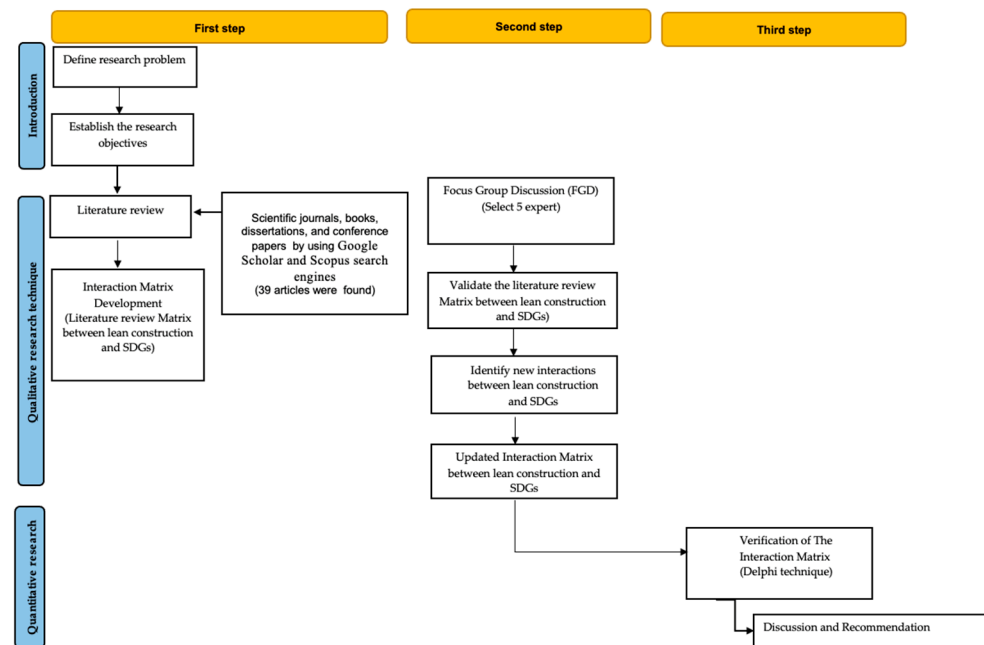 First step
Second step
Third step
Introduction
Define research problem
Establish the research
objectives
Qualitative research technique
Literature review
Scientific journals, books,
dissertations, and conference
papers by using Google
Scholar and Scopus search
engines
(39 articles were found)
Interaction Matrix
Development
(Literature review Matrix
between lean construction
and SDGs)
Focus Group Discussion (FGD)
(Select 5 expert)
Validate the literature review
Matrix between lean construction
and SDGs)
Identify new interactions
between lean construction
and SDGs
Updated Interaction Matrix
between lean construction and
SDGs
Quantitative research
Verification of The
Interaction Matrix
(Delphi technique)
Discussion and Recommendation